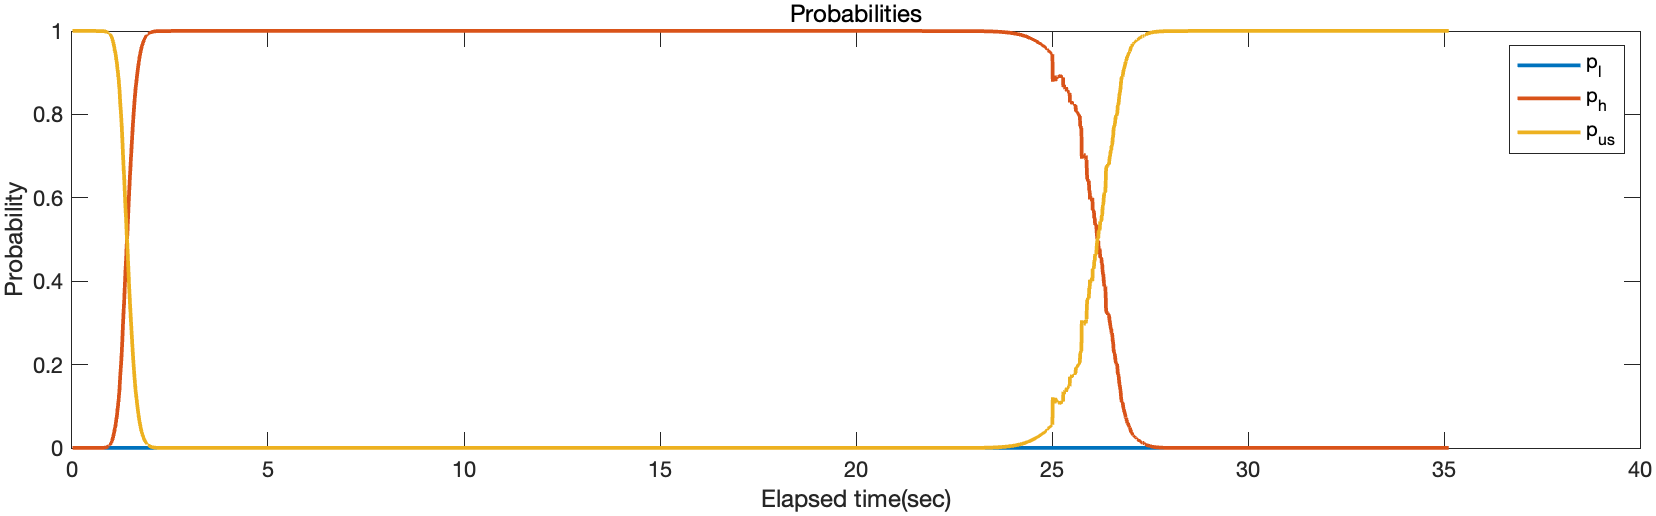 Probabilities
1
0.8
0.6
0.4
0.2
0
Probability
0 5 10 15 20 25 30 35 40
Elapsed time(sec)
p_l
p_h
p_us